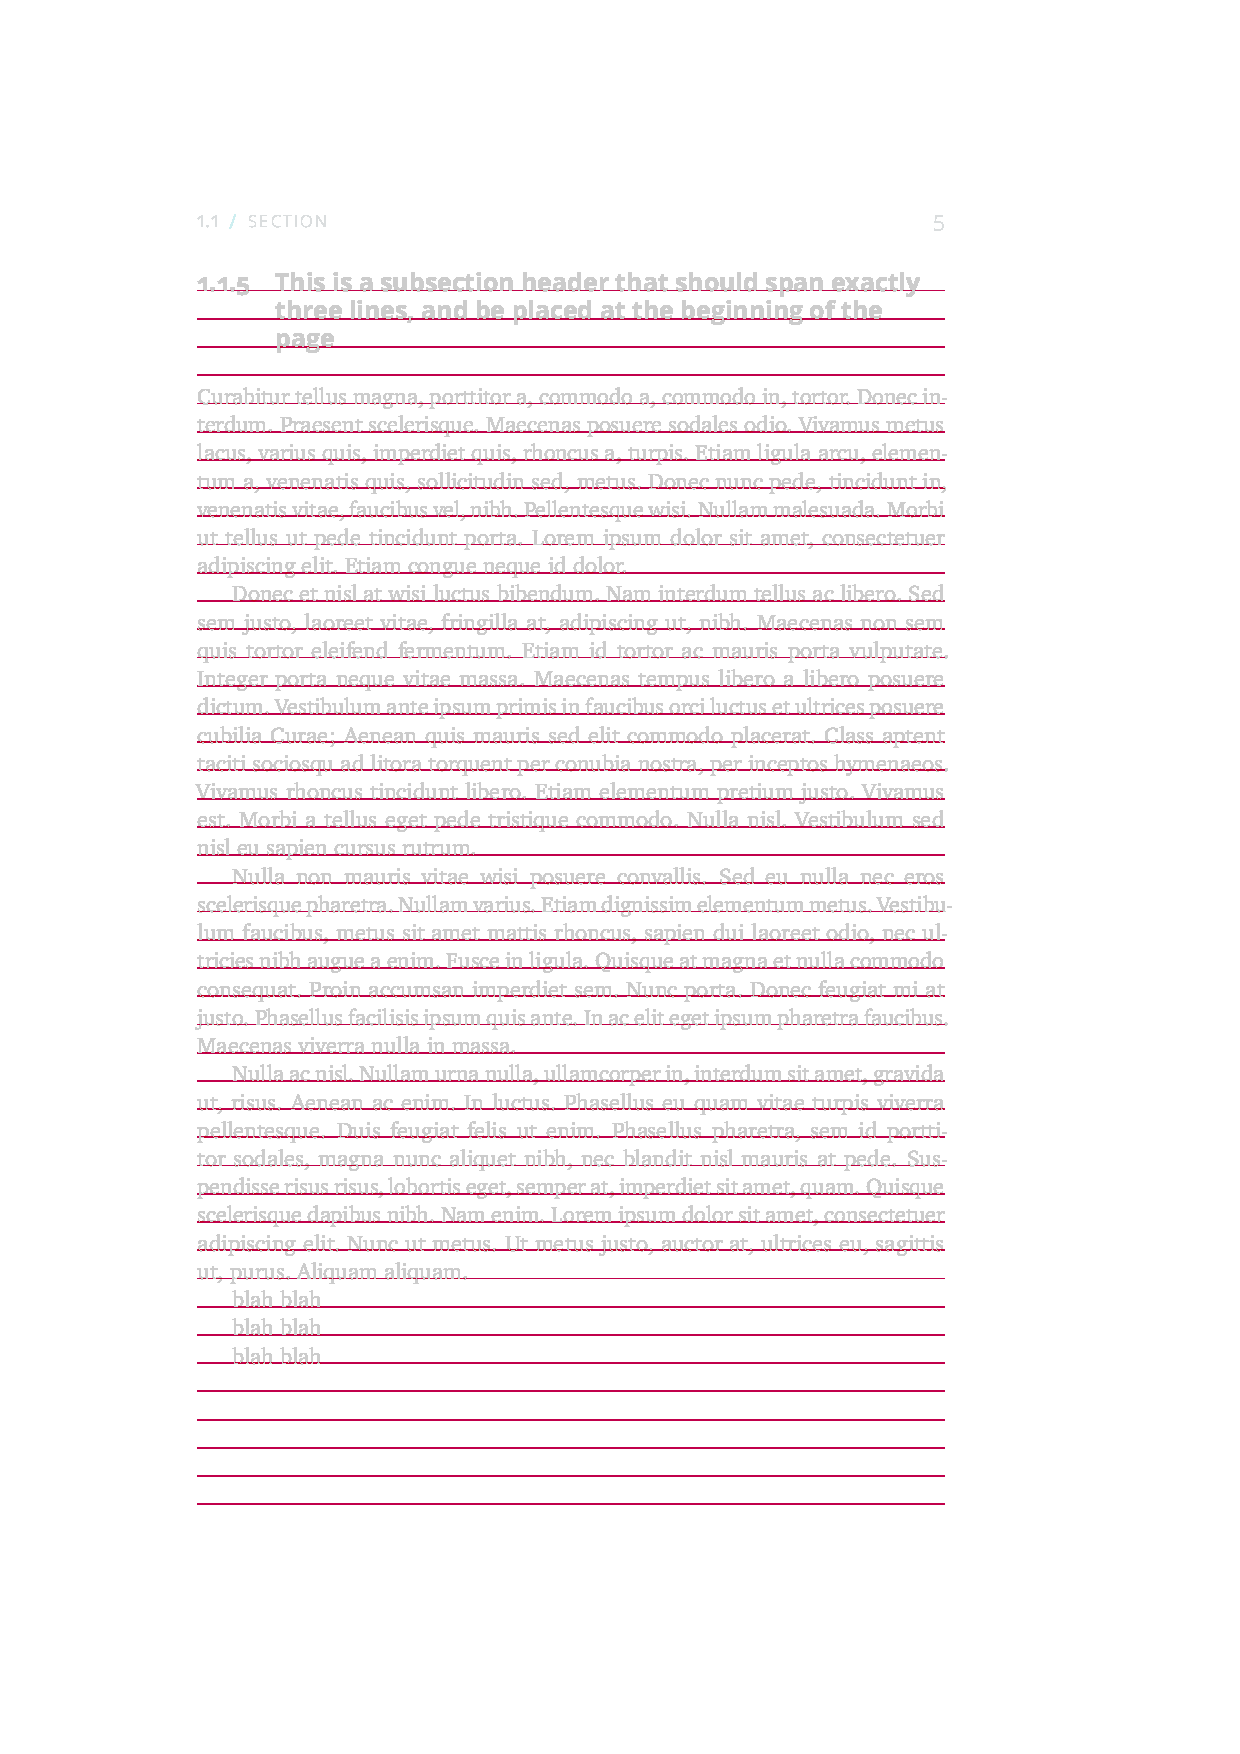 1.1 / SECTION 5
1.1.5 This is a subsection header that should span exactly
three lines, and be placed at the beginning of the
page
Curabitur tellus magna, porttitor a, commodo a, commodo in, tortor. Donec in-
terdum. Praesent scelerisque. Maecenas posuere sodales odio. Vivamus metus
lacus, varius quis, imperdiet quis, rhoncus a, turpis. Etiam ligula arcu, elemen-
tum a, venenatis quis, sollicitudin sed, metus. Donec nunc pede, tincidunt in,
venenatis vitae, faucibus vel, nibh. Pellentesque wisi. Nullam malesuada. Morbi
ut tellus ut pede tincidunt porta. Lorem ipsum dolor sit amet, consectetuer
adipiscing elit. Etiam congue neque id dolor.
Donec et nisl at wisi luctus bibendum. Nam interdum tellus ac libero. Sed
sem justo, laoreet vitae, fringilla at, adipiscing ut, nibh. Maecenas non sem
quis tortor eleifend fermentum. Etiam id tortor ac mauris porta vulputate.
Integer porta neque vitae massa. Maecenas tempus libero a libero posuere
dictum. Vestibulum ante ipsum primis in faucibus orci luctus et ultrices posuere
cubilia Curae; Aenean quis mauris sed elit commodo placerat. Class aptent
taciti sociosqu ad litora torquent per conubia nostra, per inceptos hymenaeos.
Vivamus rhoncus tincidunt libero. Etiam elementum pretium justo. Vivamus
est. Morbi a tellus eget pede tristique commodo. Nulla nisl. Vestibulum sed
nisl eu sapien cursus rutrum.
Nulla non mauris vitae wisi posuere convallis. Sed eu nulla nec eros
scelerisque pharetra. Nullam varius. Etiam dignissim elementum metus. Vestibu-
lum faucibus, metus sit amet mattis rhoncus, sapien dui laoreet odio, nec ul-
tricies nibh augue a enim. Fusce in ligula. Quisque at magna et nulla commodo
consequat. Proin accumsan imperdiet sem. Nunc porta. Donec feugiat mi at
justo. Phasellus facilisis ipsum quis ante. In ac elit eget ipsum pharetra faucibus.
Maecenas viverra nulla in massa.
Nulla ac nisl. Nullam urna nulla, ullamcorper in, interdum sit amet, gravida
ut, risus. Aenean ac enim. In luctus. Phasellus eu quam vitae turpis viverra
pellentesque. Duis feugiat felis ut enim. Phasellus pharetra, sem id portti-
tor sodales, magna nunc aliquet nibh, nec blandit nisl mauris at pede. Sus-
pendisse risus risus, lobortis eget, semper at, imperdiet sit amet, quam. Quisque
scelerisque dapibus nibh. Nam enim. Lorem ipsum dolor sit amet, consectetuer
adipiscing elit. Nunc ut metus. Ut metus justo, auctor at, ultrices eu, sagittis
ut, purus. Aliquam aliquam.
blah blah
blah blah
blah blah